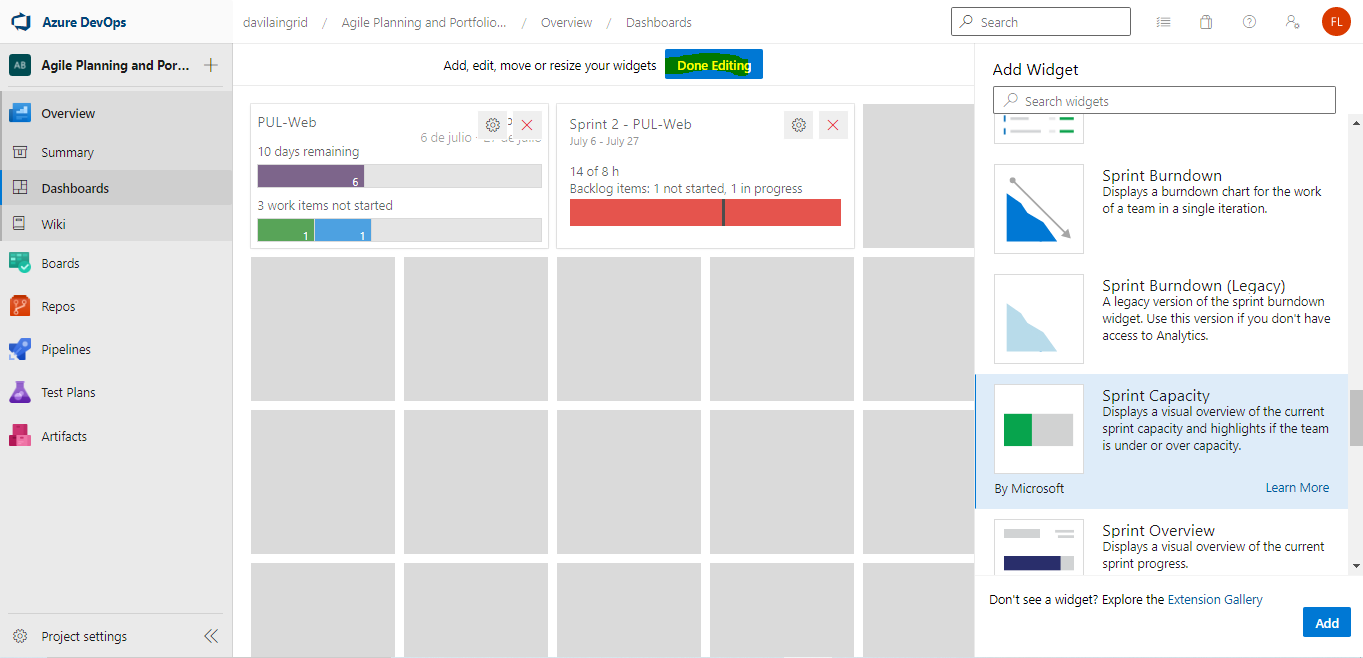 Azure DevOps
davilaingrid / Agile Planning and Portfolio... / Overview / Dashboards
Search
FL
AB
Agile Planning and Por...
Overview
Summary
Dashboards
Wiki
Boards
Repos
Pipelines
Test Plans
Artifacts
Project settings
Add, edit, move or resize your widgets
Done Editing
PUL-Web
6 de julio - 27 de julio
10 days remaining
6
3 work items not started
1
1
Sprint 2 - PUL-Web
July 6 - July 27
14 of 8 h
Backlog items: 1 not started, 1 in progress
Add Widget
Search widgets
Sprint Burndown
Displays a burndown chart for the work
of a team in a single iteration.
Sprint Burndown (Legacy)
A legacy version of the sprint burndown
widget. Use this version if you don't have
access to Analytics.
Sprint Capacity
Displays a visual overview of the current
sprint capacity and highlights if the team
is under or over capacity.
By Microsoft
Learn More
Sprint Overview
Displays a visual overview of the current
sprint progress.
Don't see a widget? Explore the Extension Gallery
Add